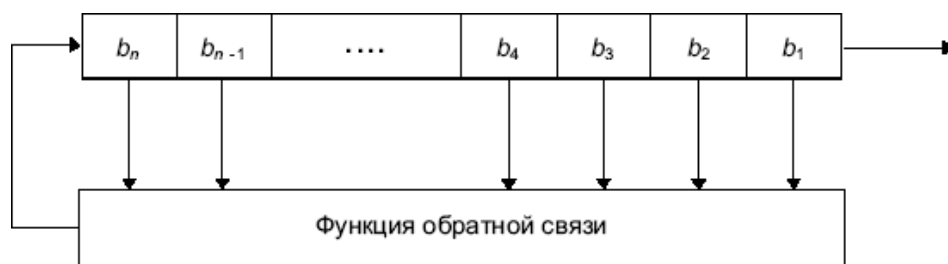 bₙ bₙ₋₁ .... b₄ b₃ b₂ b₁
Функция обратной связи